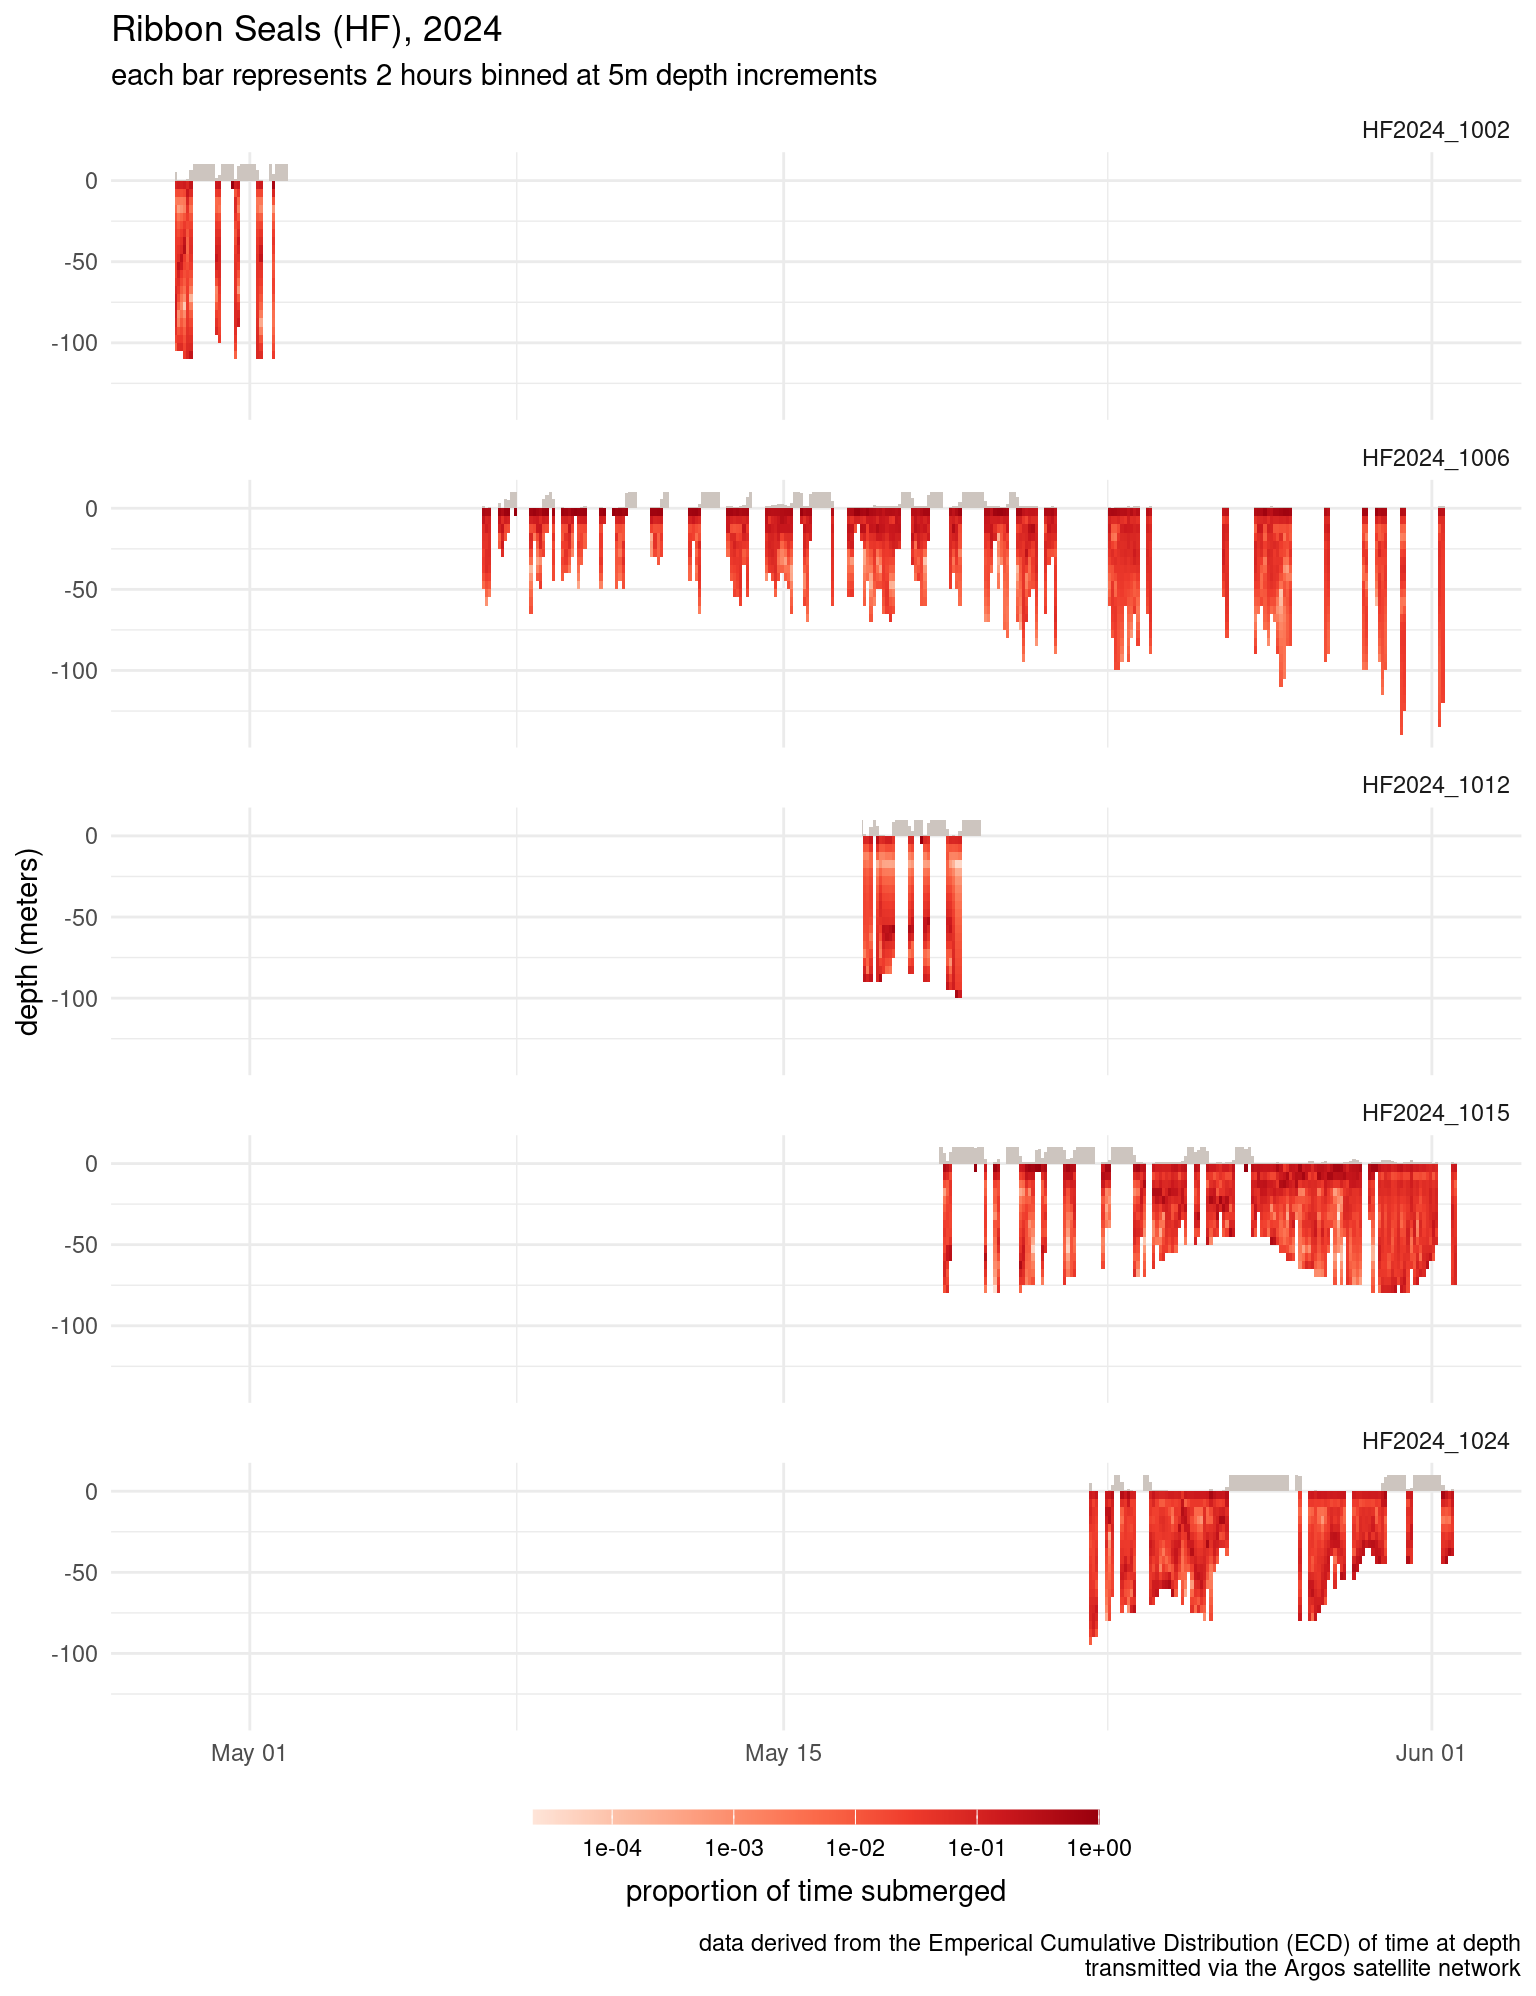 Ribbon Seals (HF), 2024
each bar represents 2 hours binned at 5m depth increments
HF2024_1002
0
-50
-100
HF2024_1006
0
-50
-100
HF2024_1012
0
-50
-100
depth (meters)
HF2024_1015
0
-50
-100
HF2024_1024
0
-50
-100
May 01
May 15
Jun 01
1e-04
1e-03
1e-02
1e-01
1e+00
proportion of time submerged
data derived from the Emperical Cumulative Distribution (ECD) of time at depth
transmitted via the Argos satellite network